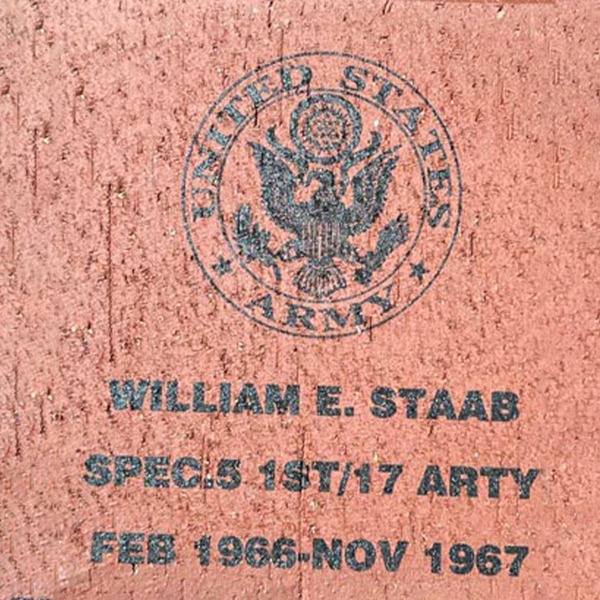 UNITED STATES
ARMY
WILLIAM E. STAAB
SPEC.5 1ST/17 ARTY
FEB 1966-NOV 1967